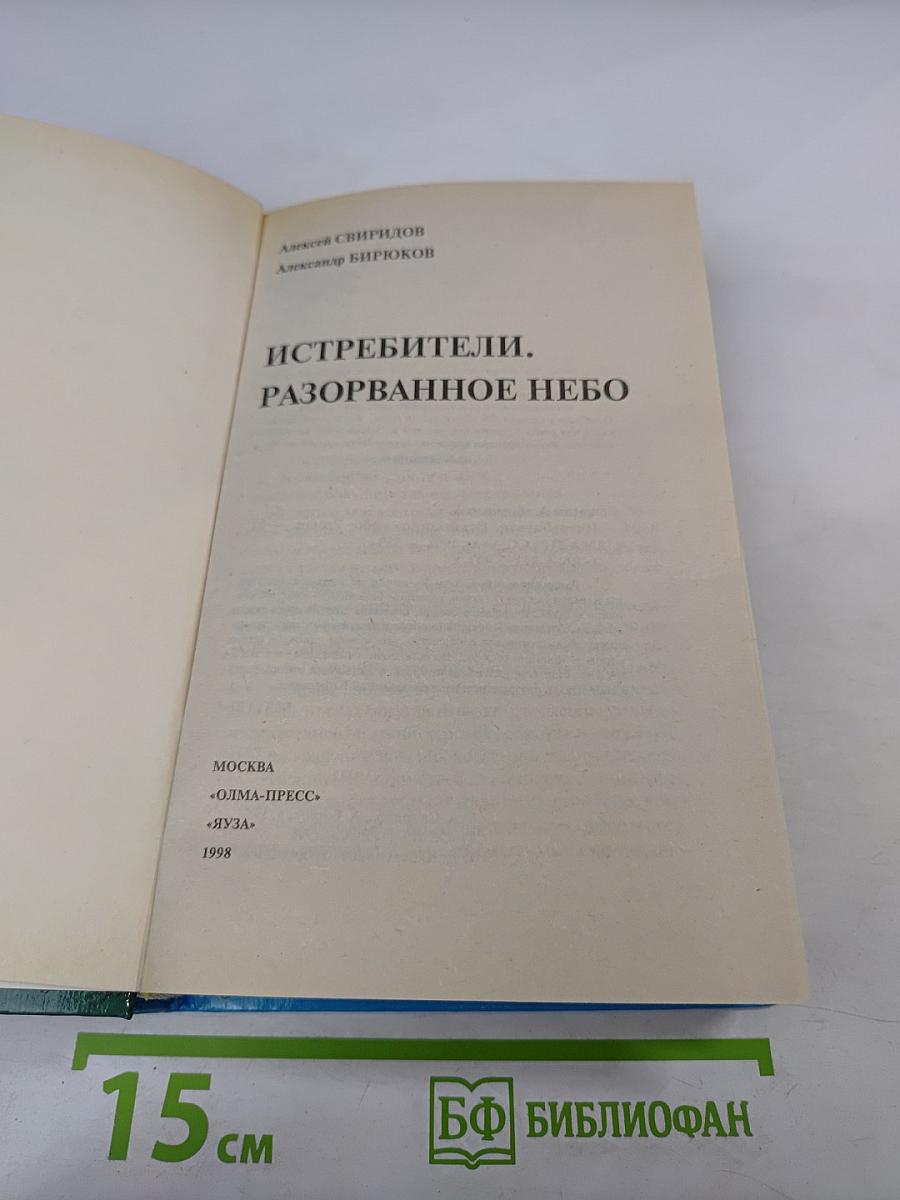 Алексей СВИРИДОВ
Александр БИРЮКОВ
ИСТРЕБИТЕЛИ.
РАЗОРВАННОЕ НЕБО
МОСКВА
«ОЛМА-ПРЕСС»
«ЯУЗА»
1998
15 см
БФ БИБЛИОФАН